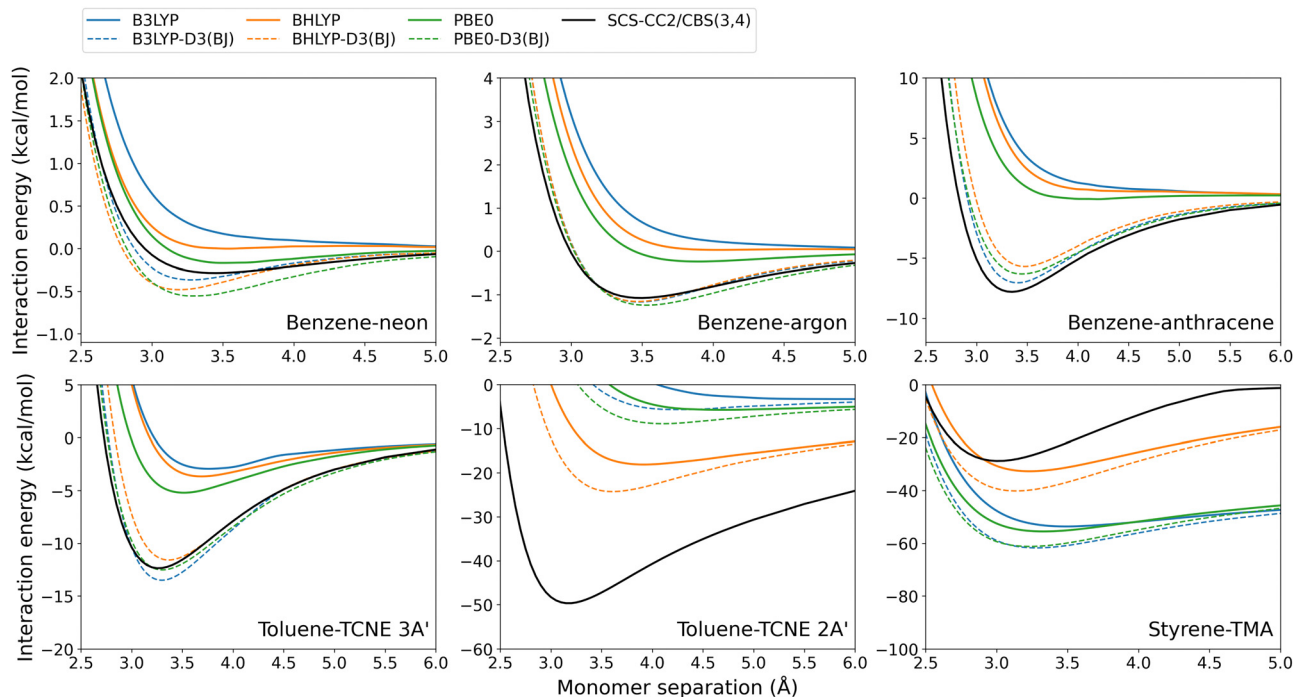 B3LYP BHLYP PBE0 SCS-CC2/CBS(3,4)
B3LYP-D3(BJ) BHLYP-D3(BJ) PBE0-D3(BJ)
Interaction energy (kcal/mol)
2.0
1.5
1.0
0.5
0.0
−0.5
−1.0
Benzene-neon
2.5 3.0 3.5 4.0 4.5 5.0
4
3
2
1
0
−1
−2
Benzene-argon
2.5 3.0 3.5 4.0 4.5 5.0
10
5
0
−5
−10
Benzene-anthracene
2.5 3.0 3.5 4.0 4.5 5.0 5.5 6.0
Interaction energy (kcal/mol)
5
0
−5
−10
−15
−20
Toluene-TCNE 3A'
2.5 3.0 3.5 4.0 4.5 5.0 5.5 6.0
0
−10
−20
−30
−40
−50
−60
Toluene-TCNE 2A'
2.5 3.0 3.5 4.0 4.5 5.0 5.5 6.0
0
−20
−40
−60
−80
−100
Styrene-TMA
2.5 3.0 3.5 4.0 4.5 5.0
Monomer separation (Å)